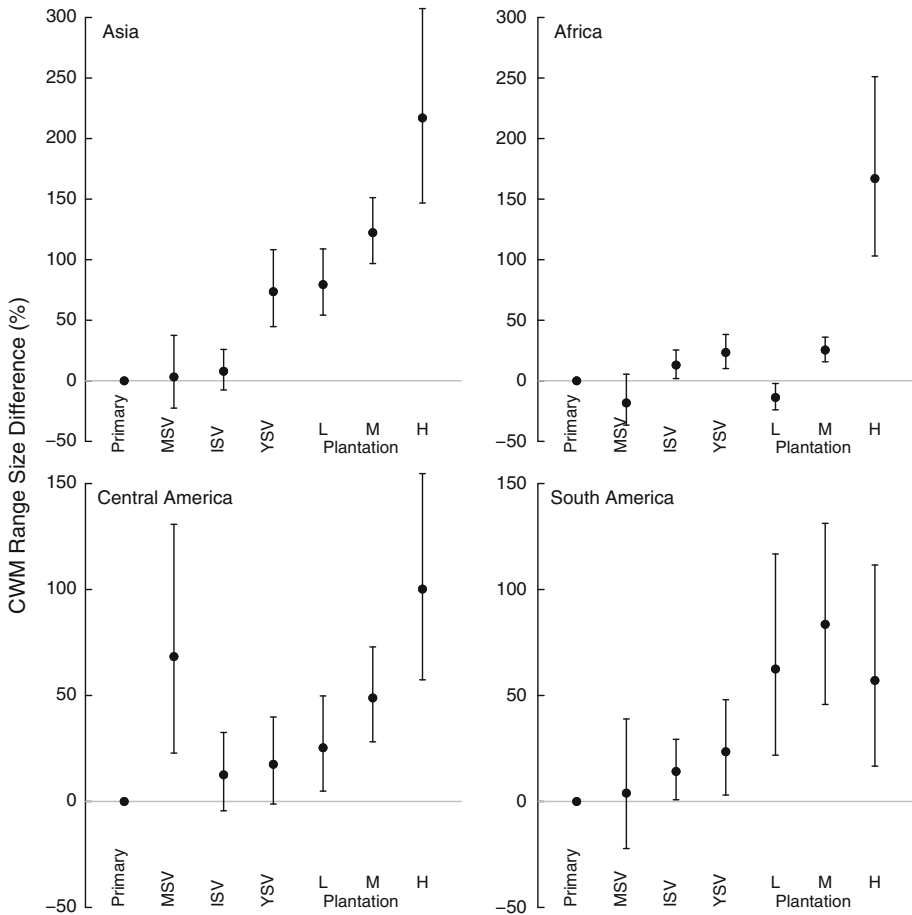 CWM Range Size Difference (%)
Asia
300
250
200
150
100
50
0
−50
Primary
MSV
ISV
YSV
L
M
H
Plantation
Africa
300
250
200
150
100
50
0
−50
Primary
MSV
ISV
YSV
L
M
H
Plantation
Central America
150
100
50
0
−50
Primary
MSV
ISV
YSV
L
M
H
Plantation
South America
150
100
50
0
−50
Primary
MSV
ISV
YSV
L
M
H
Plantation